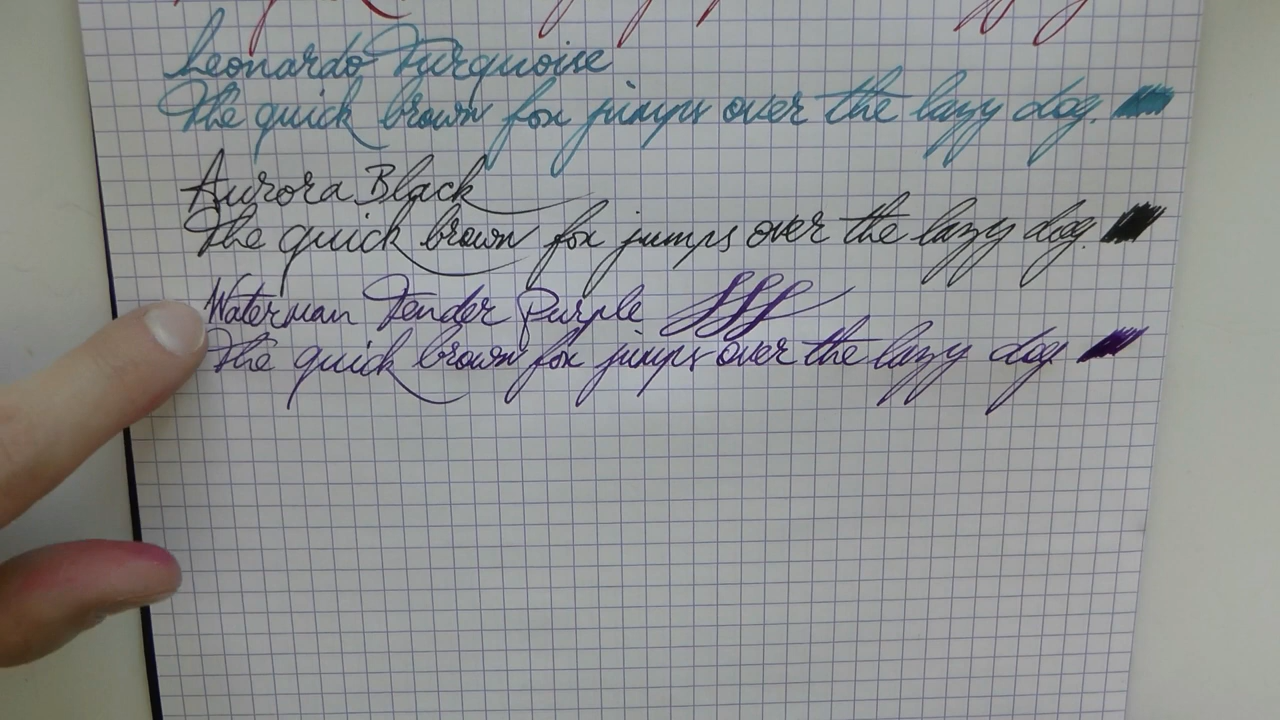 Leonardo Turquoise
The quick brown fox jumps over the lazy dog.
Aurora Black
The quick brown fox jumps over the lazy dog.
Waterman Tender Purple
The quick brown fox jumps over the lazy dog